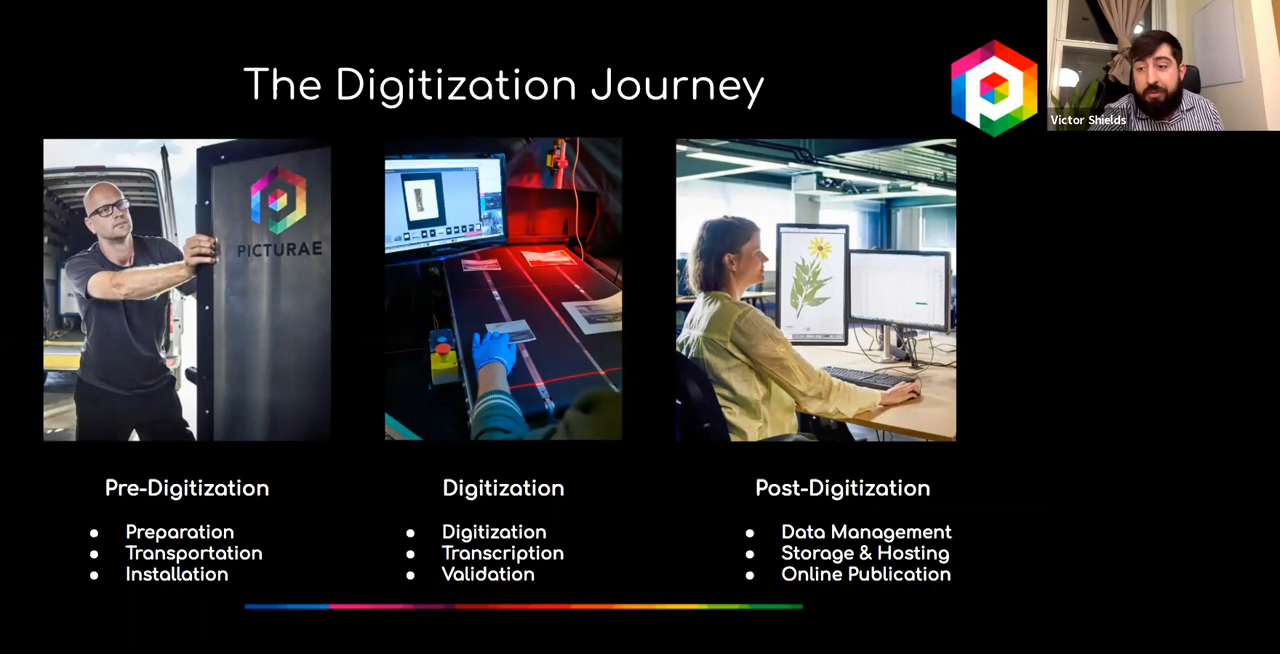 The Digitization Journey
Victor Shields
PICTURAE
Pre-Digitization
● Preparation
● Transportation
● Installation
Digitization
● Digitization
● Transcription
● Validation
Post-Digitization
● Data Management
● Storage & Hosting
● Online Publication